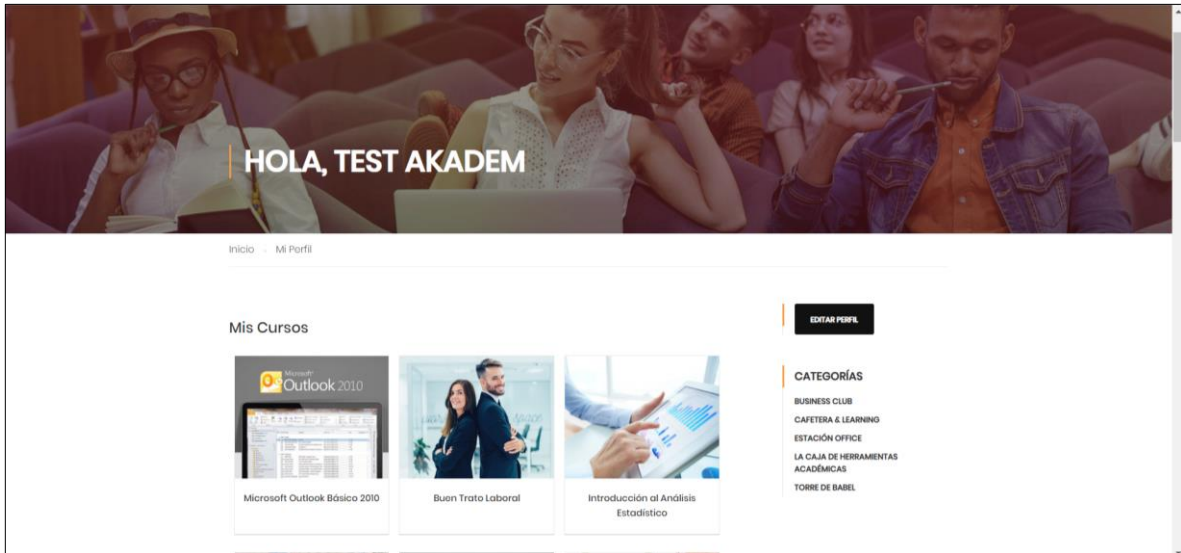 HOLA, TEST AKADEM
Inicio
Mi Perfil
Mis Cursos
Microsoft
Outlook 2010
Microsoft Outlook Básico 2010
Buen Trato Laboral
Introducción al Análisis
Estadístico
EDITAR PERFIL
CATEGORÍAS
BUSINESS CLUB
CAFETERA & LEARNING
ESTACIÓN OFFICE
LA CAJA DE HERRAMIENTAS
ACADÉMICAS
TORRE DE BABEL